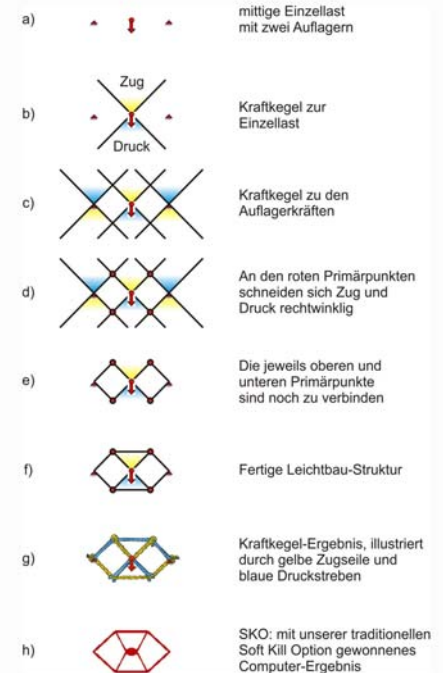 a)
mittige Einzellast
mit zwei Auflagern
b)
Zug
Druck
Kraftkegel zur
Einzellast
c)
Kraftkegel zu den
Auflagerkräften
d)
An den roten Primärpunkten
schneiden sich Zug und
Druck rechtwinklig
e)
Die jeweils oberen und
unteren Primärpunkte
sind noch zu verbinden
f)
Fertige Leichtbau-Struktur
g)
Kraftkegel-Ergebnis, illustriert
durch gelbe Zugseile und
blaue Druckstreben
h)
SKO: mit unserer traditionellen
Soft Kill Option gewonnenes
Computer-Ergebnis